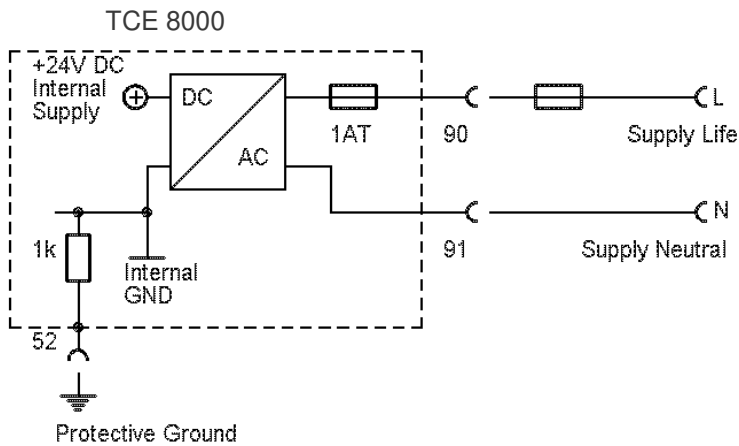 TCE 8000
+24V DC
Internal
Supply
DC
AC
1AT
90
L
Supply Life
N
91
Supply Neutral
1k
Internal
GND
52
Protective Ground